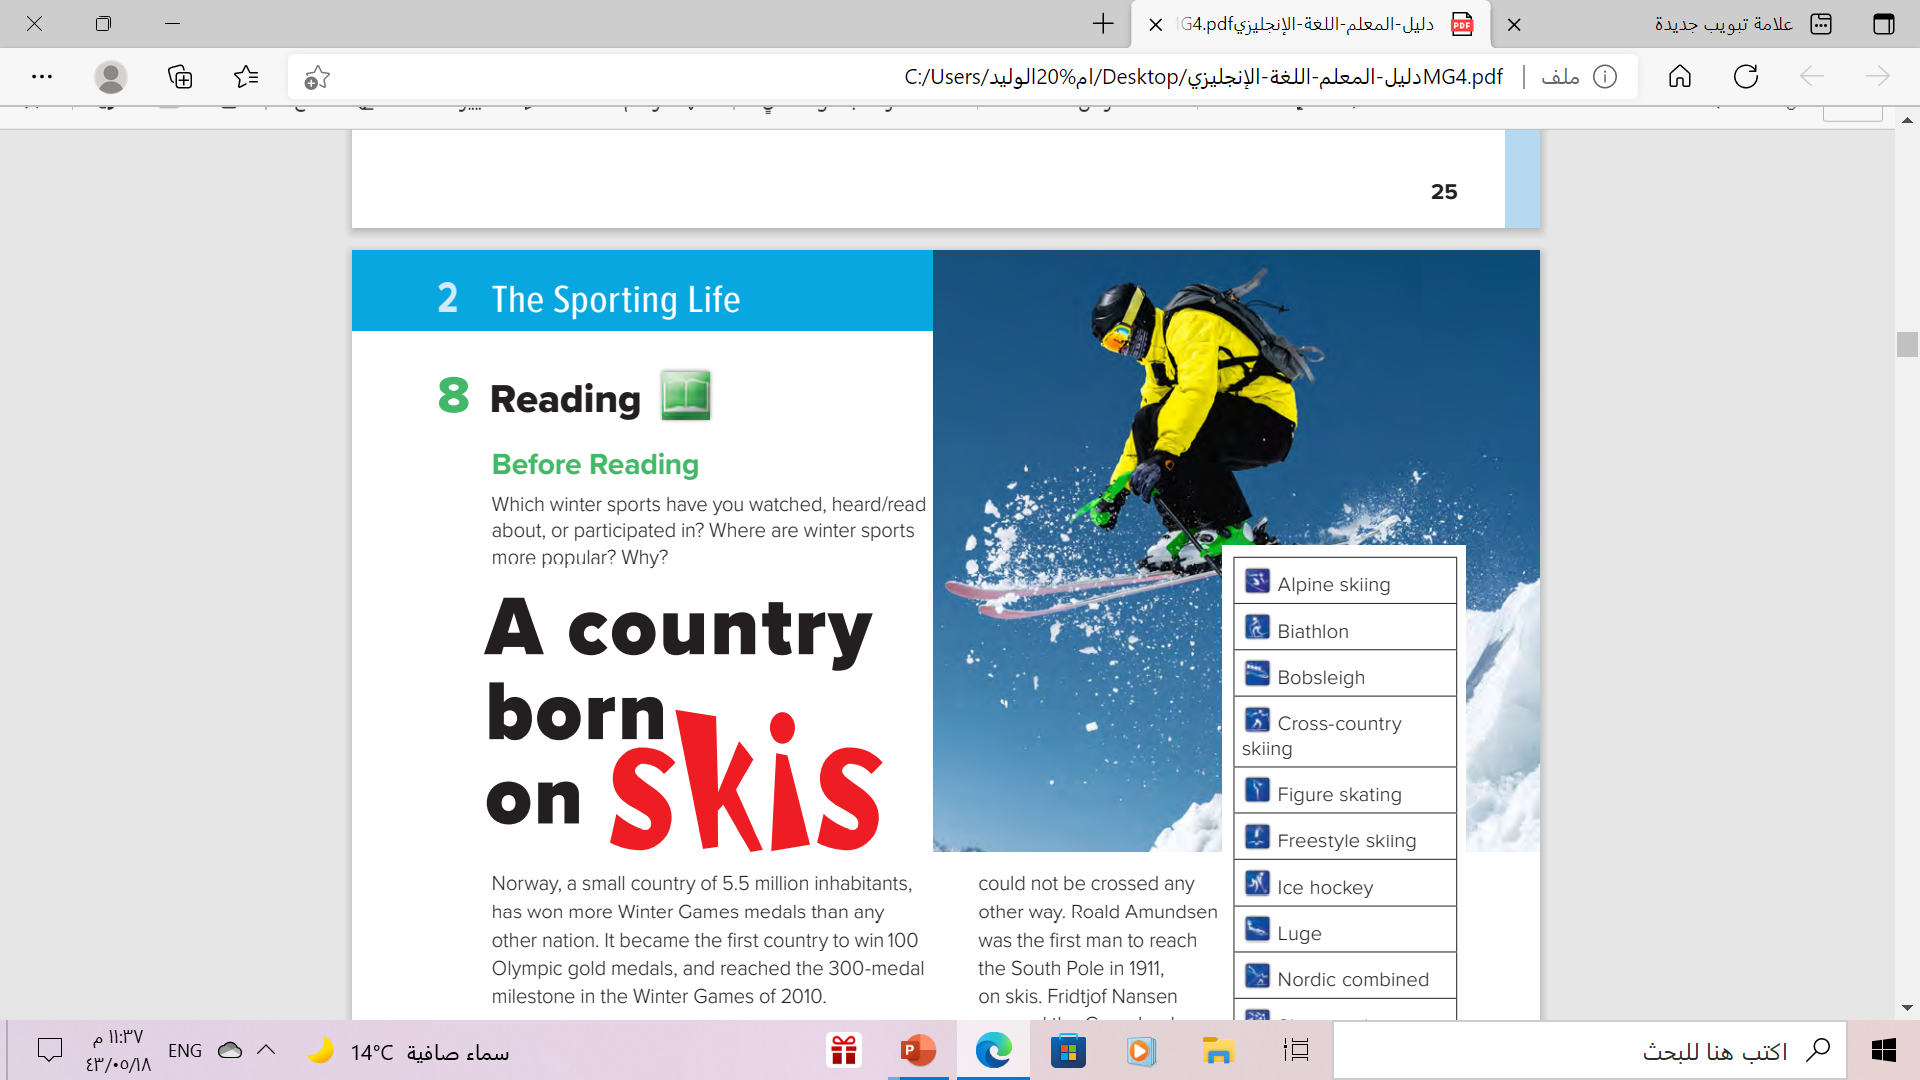 دليل-المعلم-اللغة-الإنجليزيMG4.pdf
علامة تبويب جديدة
C:/Users/ام%20الوليد/Desktop/دليل-المعلم-اللغة-الإنجليزيMG4.pdf
ملف
25
2 The Sporting Life
8 Reading
Before Reading
Which winter sports have you watched, heard/read
about, or participated in? Where are winter sports
more popular? Why?
A country
born
on skis
Norway, a small country of 5.5 million inhabitants,
has won more Winter Games medals than any
other nation. It became the first country to win 100
Olympic gold medals, and reached the 300-medal
milestone in the Winter Games of 2010.
could not be crossed any
other way. Roald Amundsen
was the first man to reach
the South Pole in 1911,
on skis. Fridtjof Nansen
Alpine skiing
Biathlon
Bobsleigh
Cross-country
skiing
Figure skating
Freestyle skiing
Ice hockey
Luge
Nordic combined
١١:٣٧ م
٤٣/٠٥/١٨
ENG
14°C سماء صافية
اكتب هنا للبحث